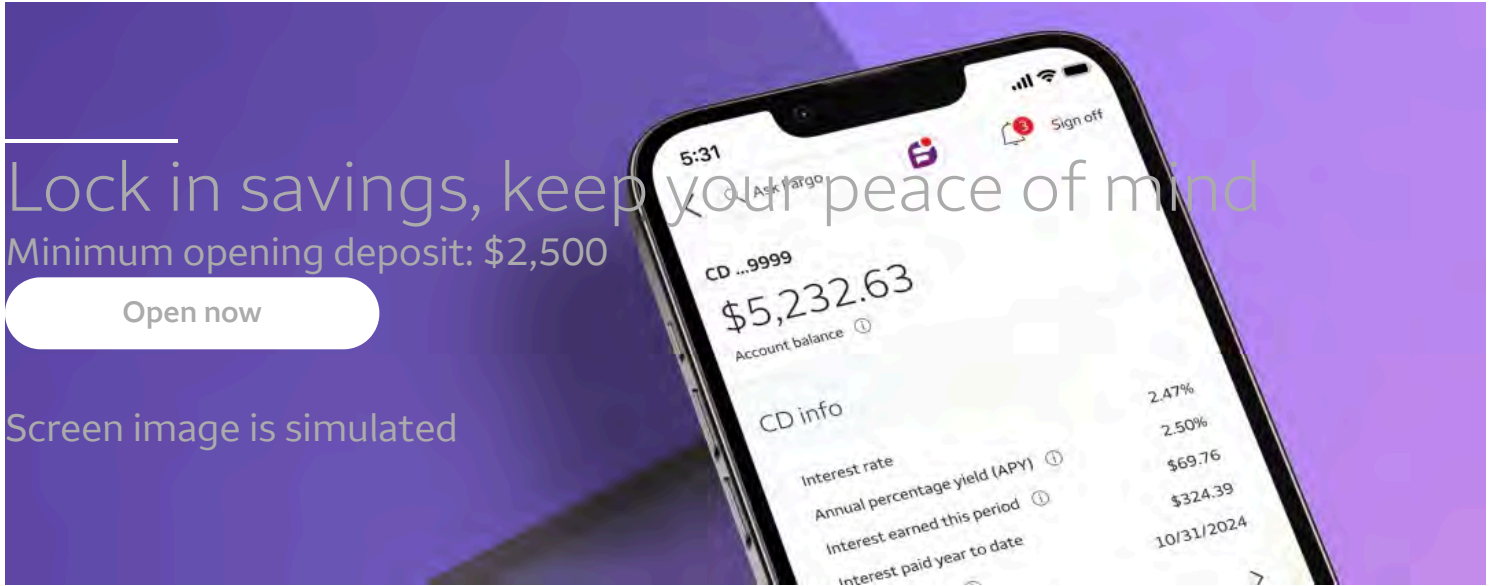 5:31
3
Sign off
Ask Fargo
Lock in savings, keep your peace of mind
Minimum opening deposit: $2,500
Open now
Screen image is simulated
CD ...9999
$5,232.63
Account balance
CD info
Interest rate 2.47%
Annual percentage yield (APY) 2.50%
Interest earned this period $69.76
Interest paid year to date $324.39
10/31/2024